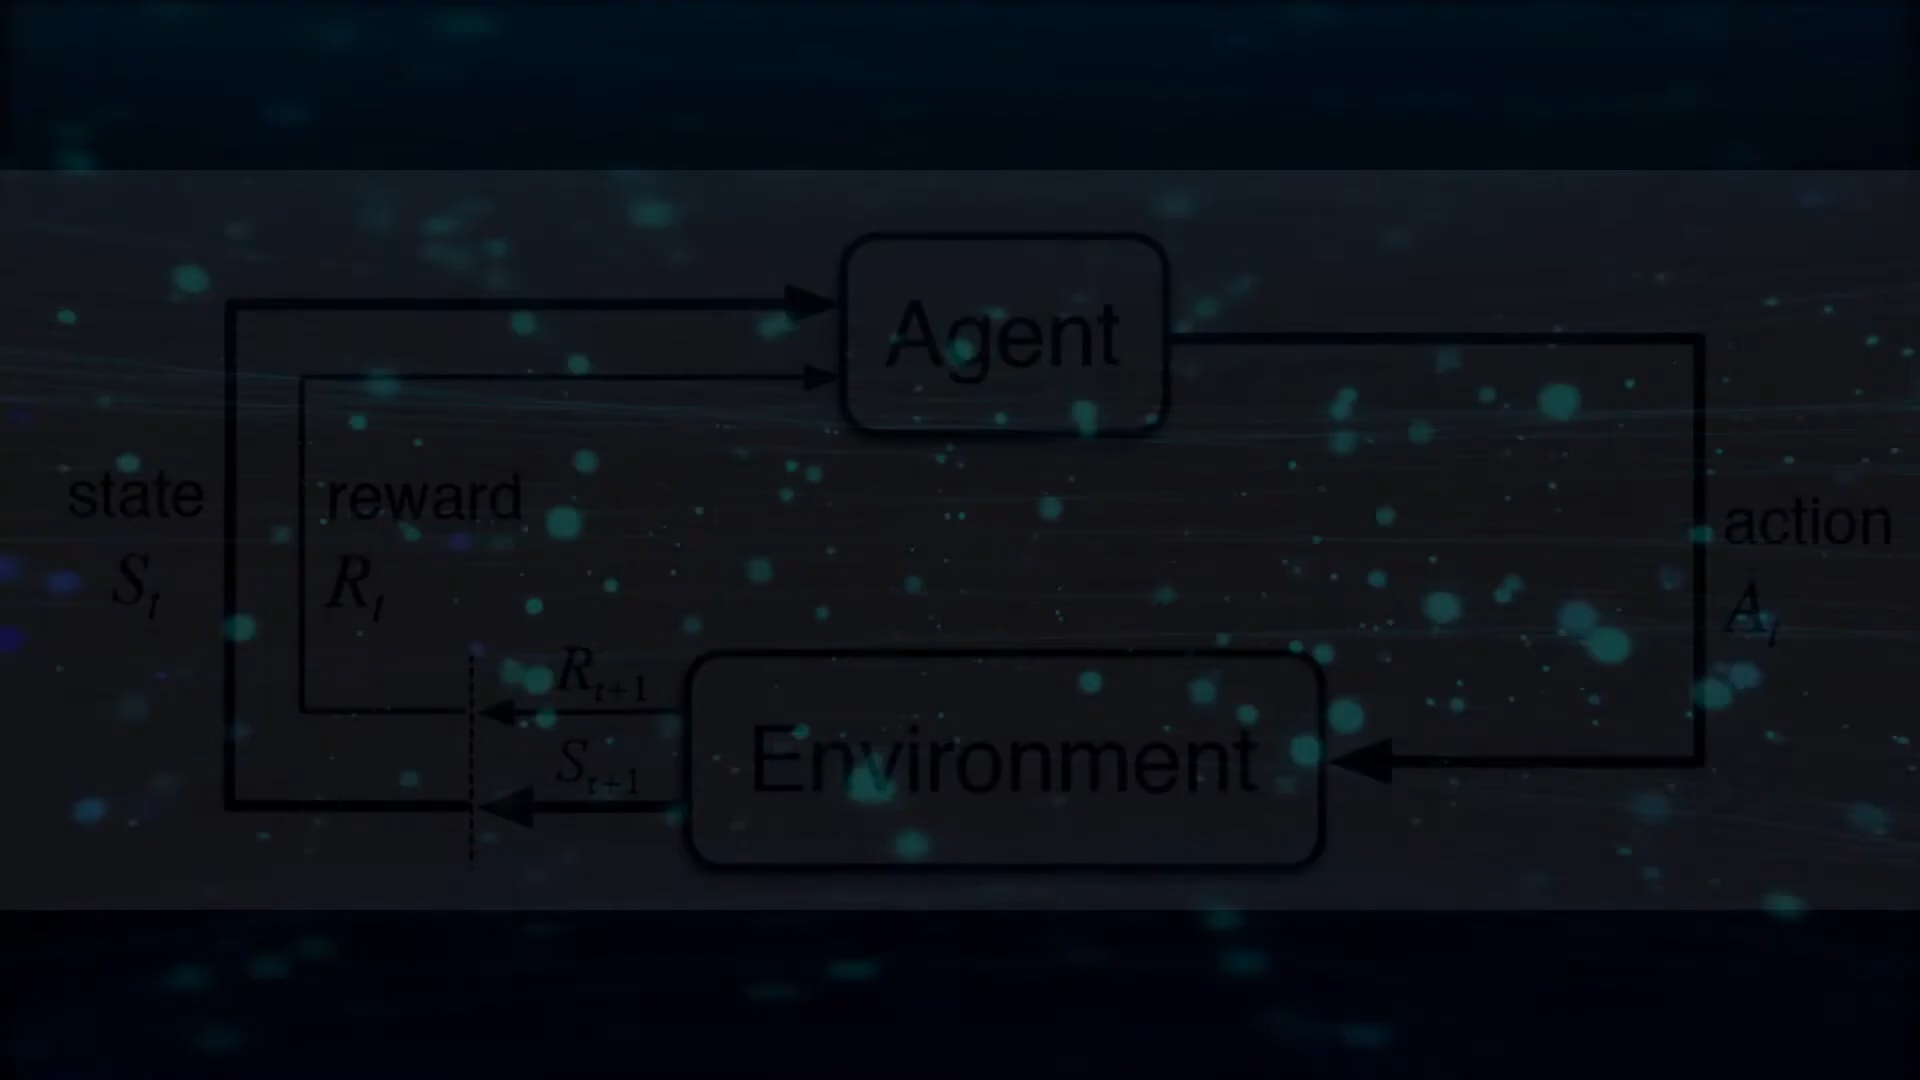 Agent
state
S_t
reward
R_t
action
A_t
R_{t+1}
S_{t+1}
Environment